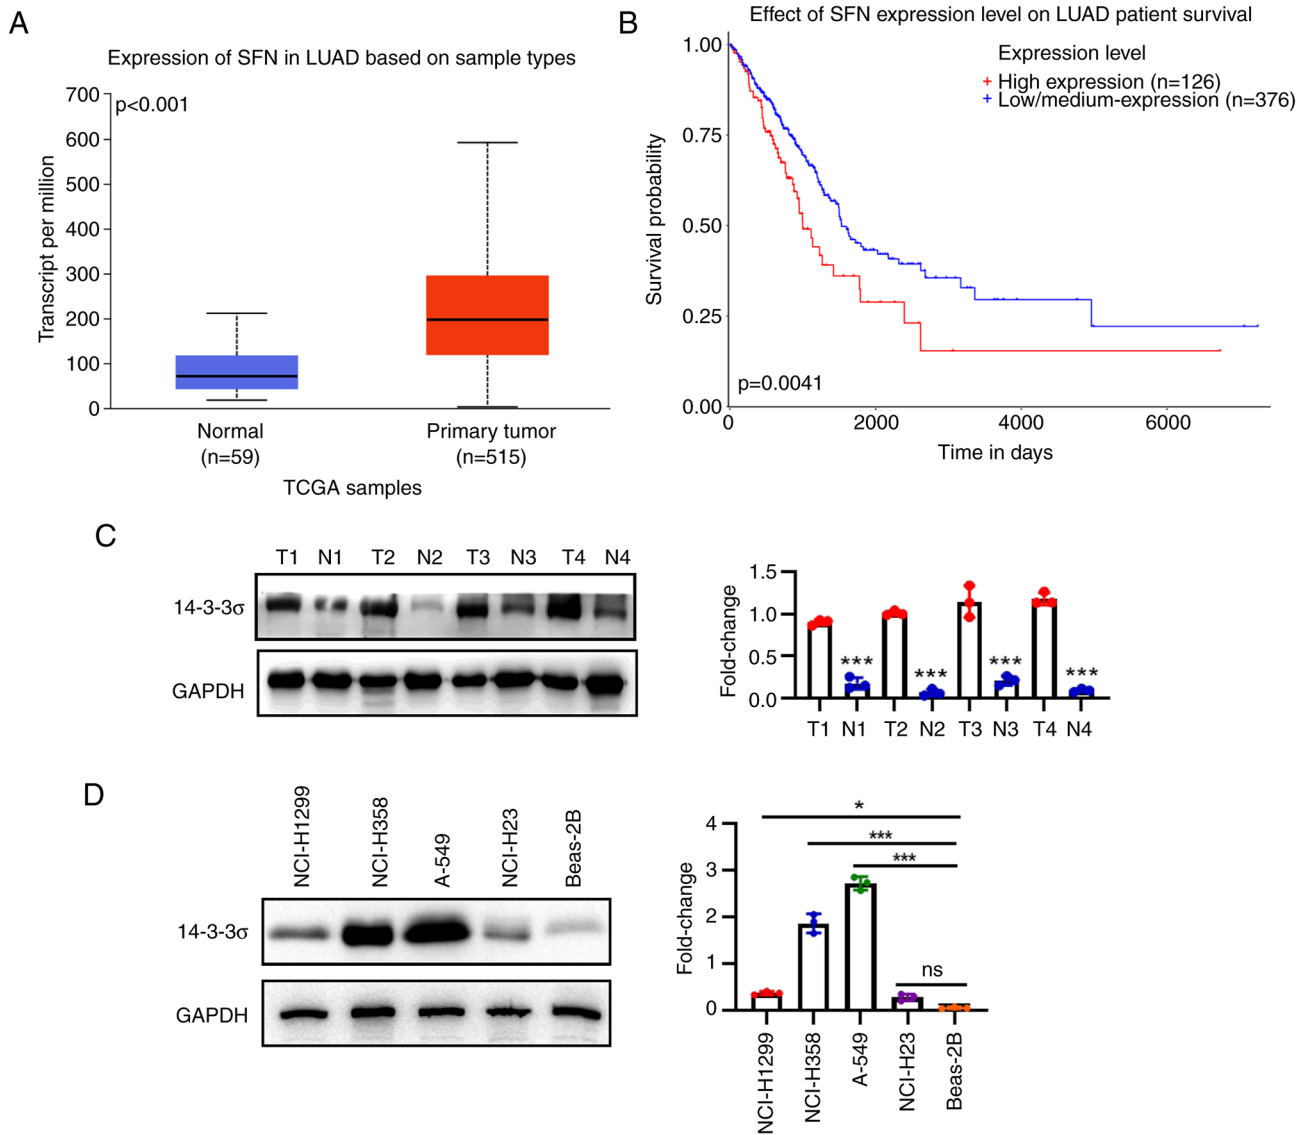 A
Expression of SFN in LUAD based on sample types
p<0.001
Transcript per million
700
600
500
400
300
200
100
0
Normal
(n=59)
Primary tumor
(n=515)
TCGA samples
B
Effect of SFN expression level on LUAD patient survival
Expression level
High expression (n=126)
Low/medium-expression (n=376)
Survival probability
1.00
0.75
0.50
0.25
0.00
p=0.0041
0
2000
4000
6000
Time in days
C
T1 N1 T2 N2 T3 N3 T4 N4
14-3-3σ
GAPDH
Fold-change
1.5
1.0
0.5
0.0
***
***
***
***
T1 N1 T2 N2 T3 N3 T4 N4
D
NCI-H1299
NCI-H358
A-549
NCI-H23
Beas-2B
14-3-3σ
GAPDH
Fold-change
4
3
2
1
0
*
***
***
ns
NCI-H1299
NCI-H358
A-549
NCI-H23
Beas-2B